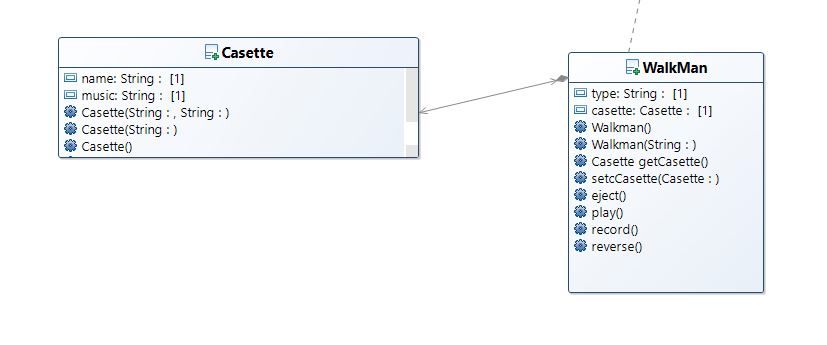 Casette
name: String : [1]
music: String : [1]
Casette(String : , String : )
Casette(String : )
Casette()
WalkMan
type: String : [1]
casette: Casette : [1]
Walkman()
Walkman(String : )
Casette getCasette()
setcCasette(Casette : )
eject()
play()
record()
reverse()